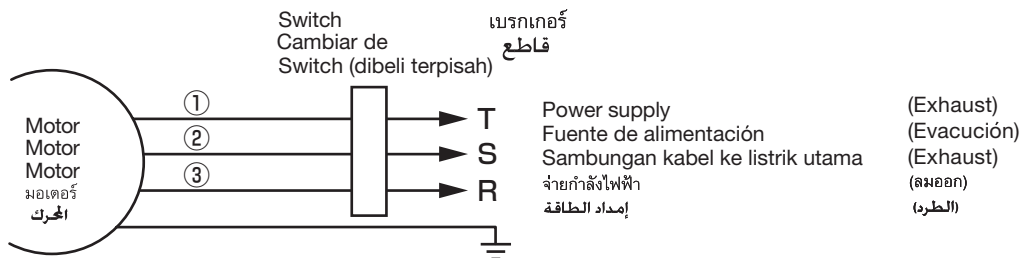 Switch
Cambiar de
Switch (dibeli terpisah)
เบรกเกอร์
قاطع
Motor
Motor
Motor
มอเตอร์
المحرك
①
②
③
T
S
R
Power supply
Fuente de alimentación
Sambungan kabel ke listrik utama
จ่ายกำลังไฟฟ้า
إمداد الطاقة
(Exhaust)
(Evacución)
(Exhaust)
(ลมออก)
(الطرد)